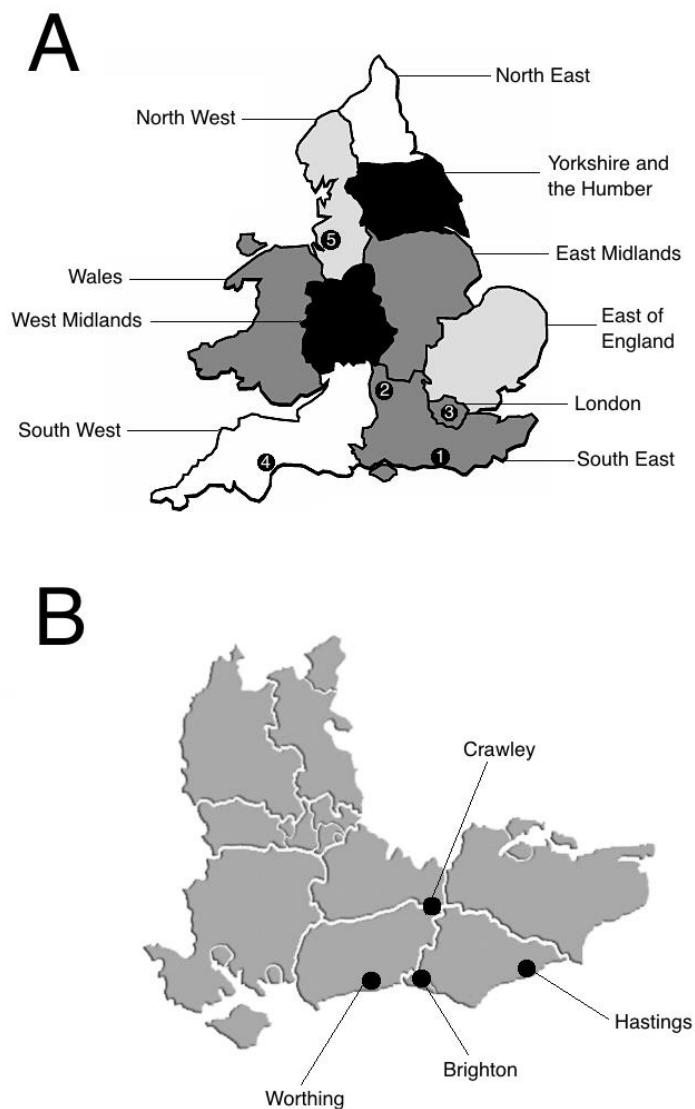 A
North East
North West
Yorkshire and
the Humber
5
East Midlands
Wales
West Midlands
East of
England
2
London
3
South West
South East
1
4
B
Crawley
Hastings
Brighton
Worthing